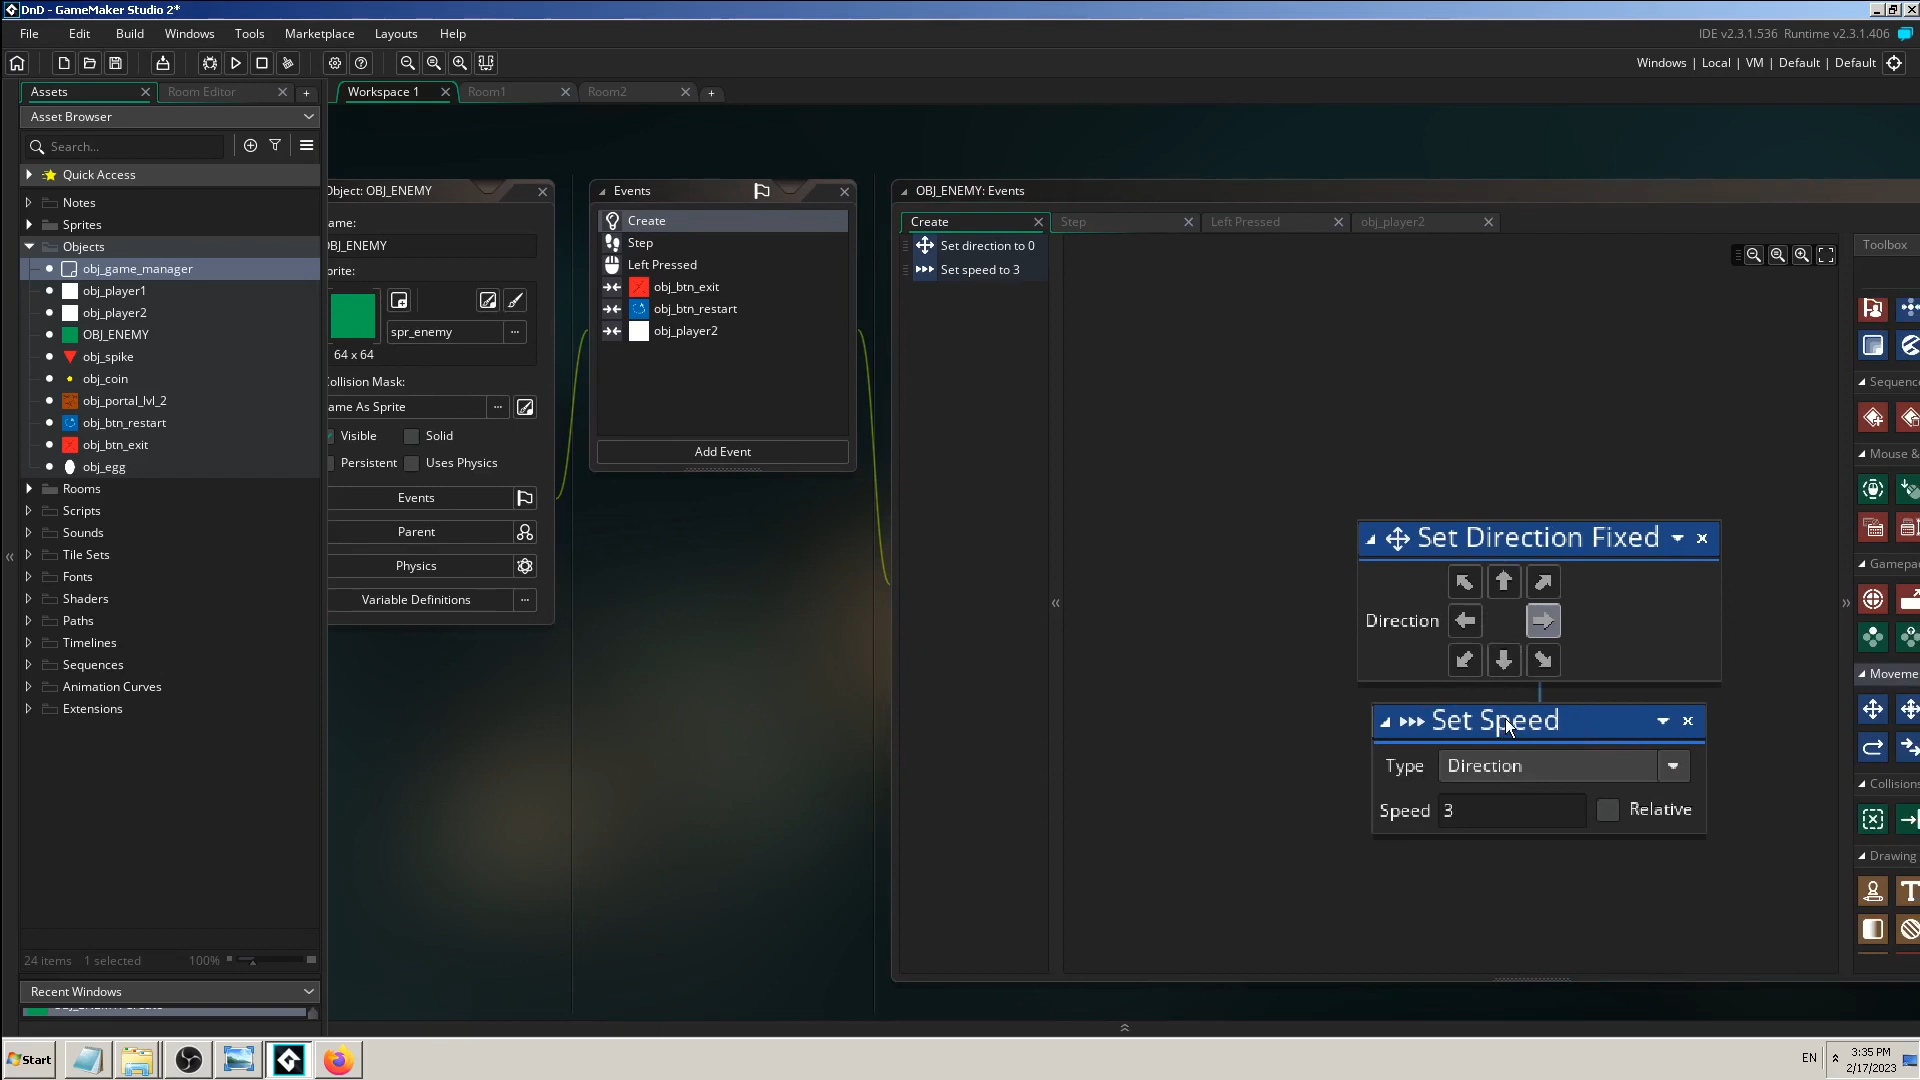 DnD - GameMaker Studio 2*
File Edit Build Windows Tools Marketplace Layouts Help
IDE v2.3.1.536 Runtime v2.3.1.406
Windows | Local | VM | Default | Default
Assets
Room Editor
Workspace 1
Room1
Room2
Asset Browser
Search...
Quick Access
Notes
Sprites
Objects
obj_game_manager
obj_player1
obj_player2
OBJ_ENEMY
obj_spike
obj_coin
obj_portal_lvl_2
obj_btn_restart
obj_btn_exit
obj_egg
Rooms
Scripts
Sounds
Tile Sets
Fonts
Shaders
Paths
Timelines
Sequences
Animation Curves
Extensions
24 items 1 selected 100%
Recent Windows
Object: OBJ_ENEMY
ame:
OBJ_ENEMY
prite:
spr_enemy
64 x 64
ollision Mask:
ame As Sprite
Visible
Solid
Persistent
Uses Physics
Events
Parent
Physics
Variable Definitions
Events
Create
Step
Left Pressed
obj_btn_exit
obj_btn_restart
obj_player2
Add Event
OBJ_ENEMY: Events
Create
Step
Left Pressed
obj_player2
Set direction to 0
Set speed to 3
Set Direction Fixed
Direction
Set Speed
Type
Direction
Speed
3
Relative
Toolbox
Sequenc
Mouse &
Gamepa
Moveme
Collisions
Drawing
Start
EN
3:35 PM
2/17/2023